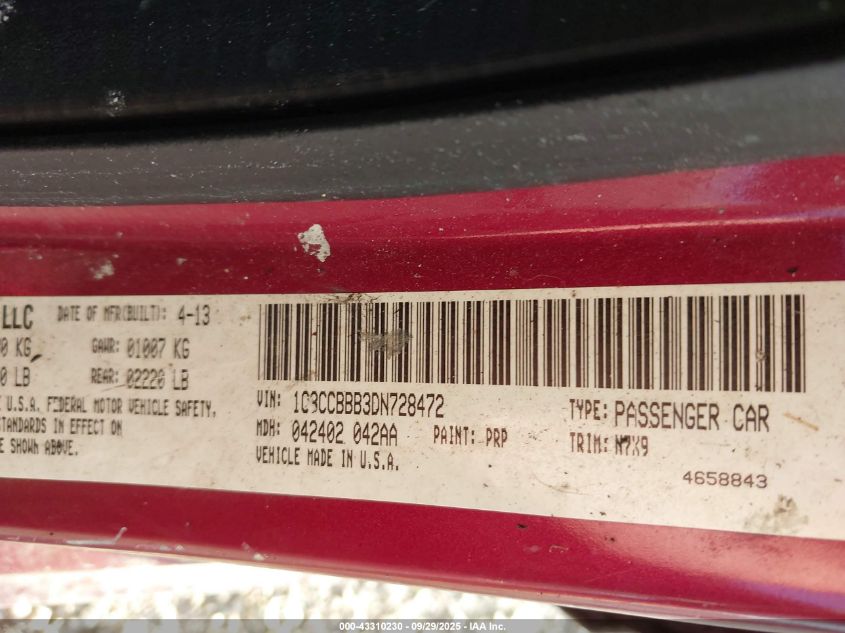 LLC DATE OF MFR(BUILT): 4-13
0 KG GAWR: 01007 KG
0 LB REAR: 02220 LB
U.S.A. FEDERAL MOTOR VEHICLE SAFETY,
STANDARDS IN EFFECT ON
E SHOWN ABOVE.
VIN: 1C3CCBBB3DN728472 TYPE: PASSENGER CAR
MDH: 042402 042AA PAINT: PRP TRIM: N7X9
VEHICLE MADE IN U.S.A.
4658843
000-43310230 - 09/29/2025 - IAA Inc.